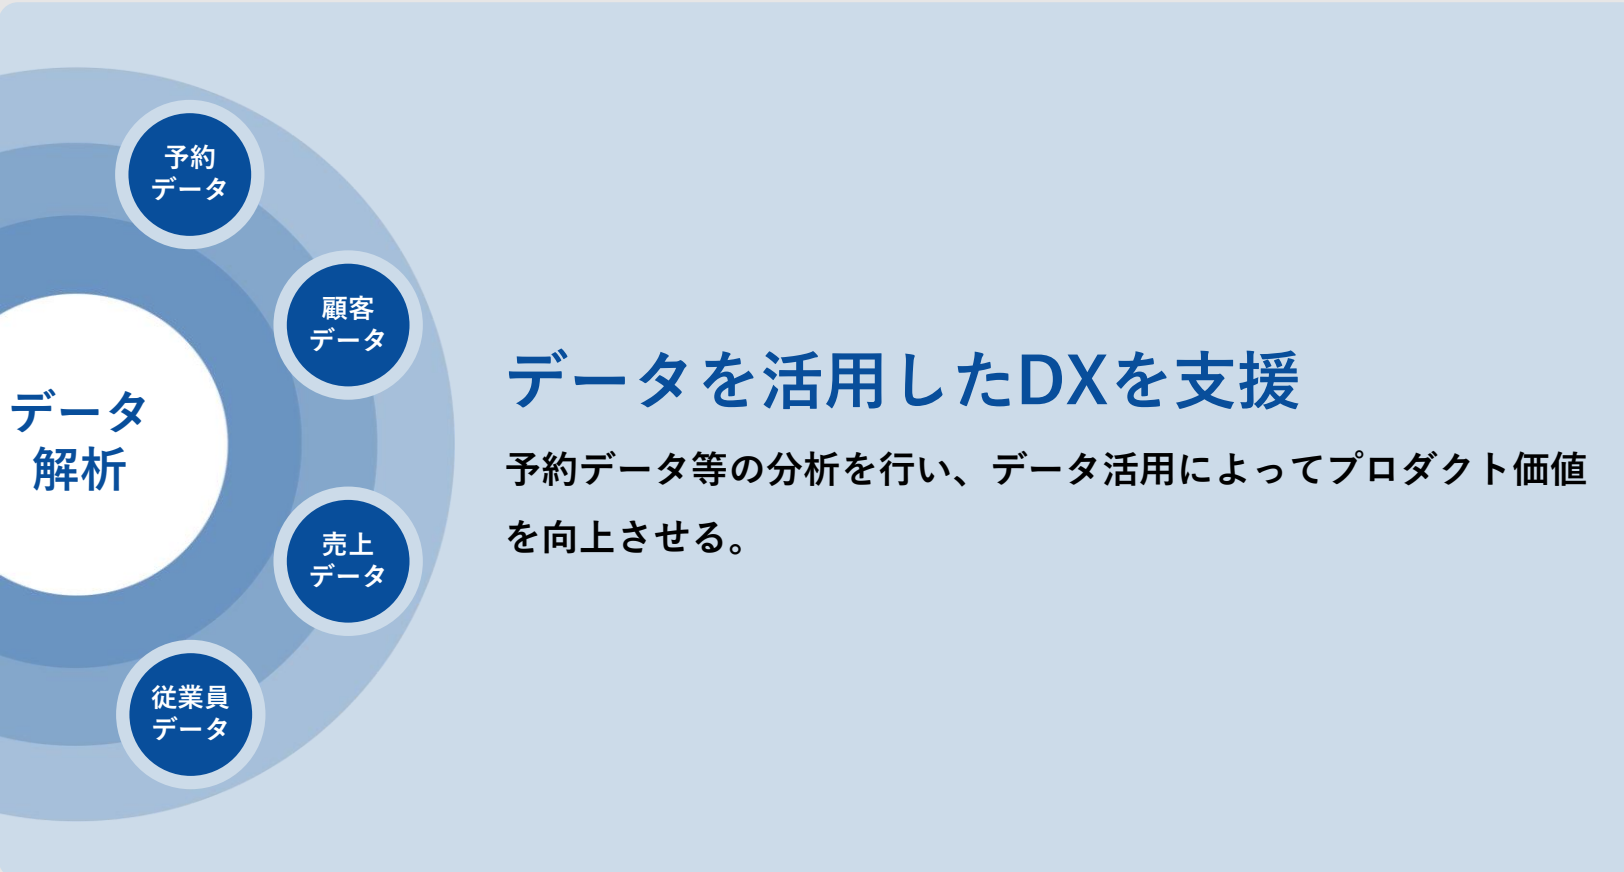 予約
データ
顧客
データ
データ
解析
売上
データ
従業員
データ
データを活用したDXを支援
予約データ等の分析を行い、データ活用によってプロダクト価値
を向上させる。